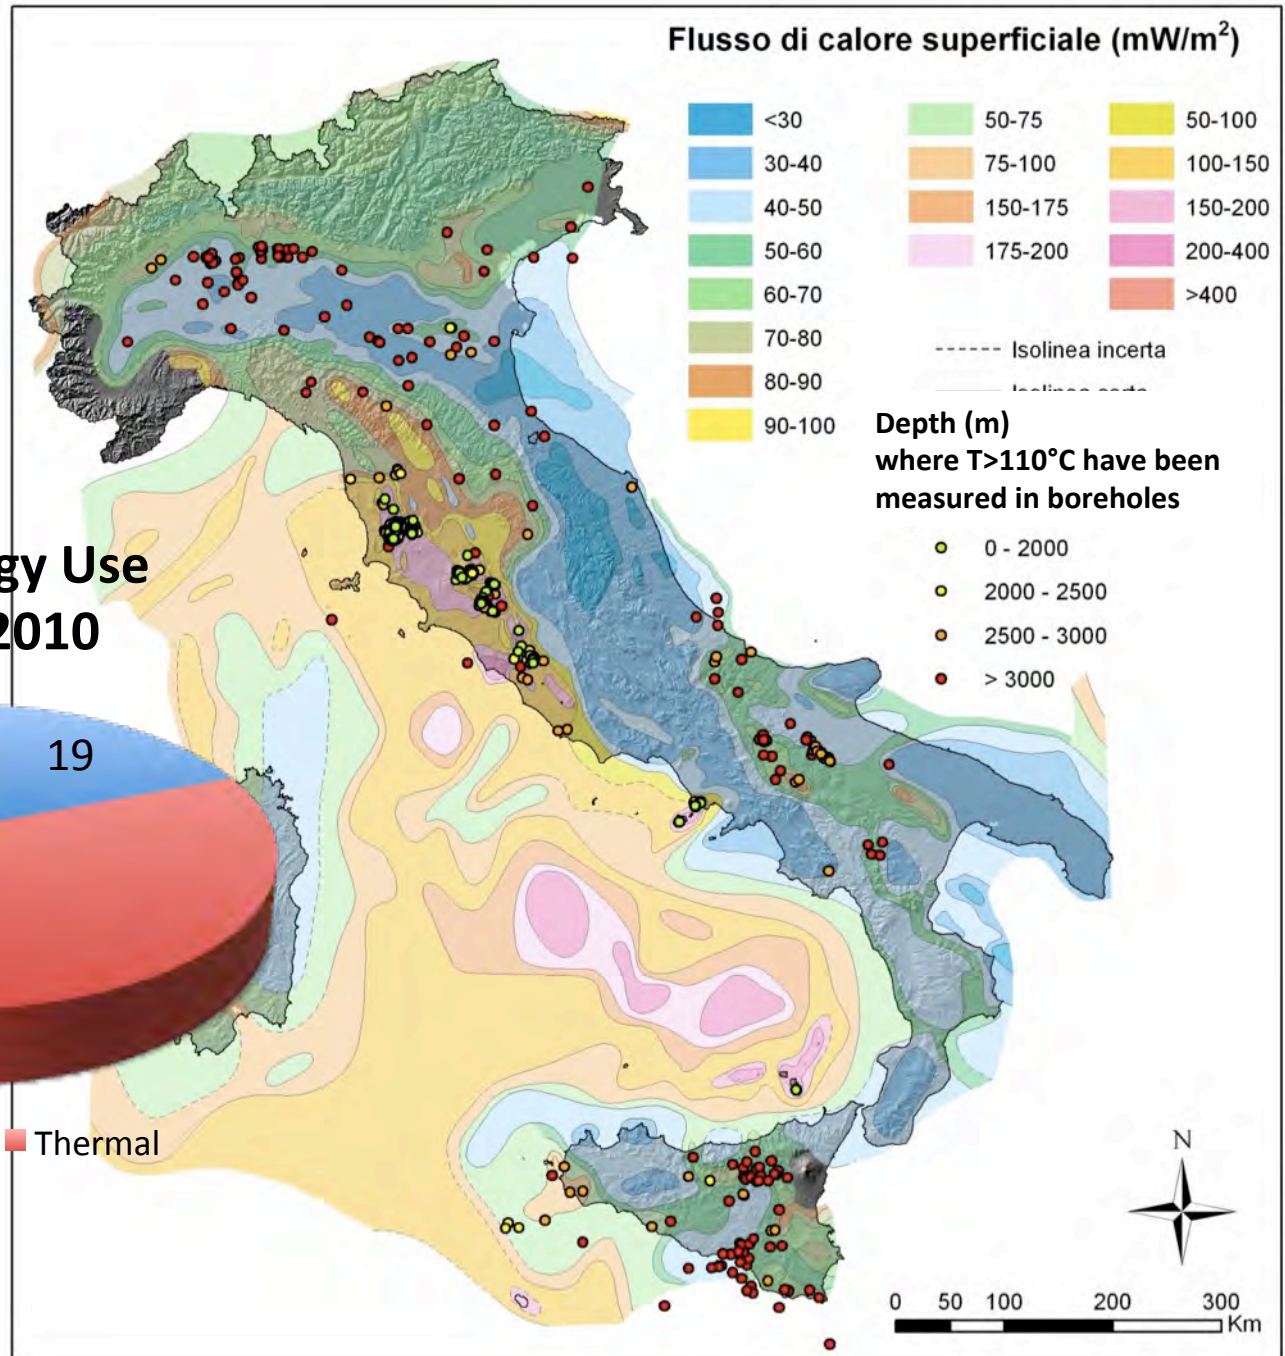 Flusso di calore superficiale (mW/m²)
<30
30-40
40-50
50-60
60-70
70-80
80-90
90-100
50-75
75-100
150-175
175-200
50-100
100-150
150-200
200-400
>400
Isolinea incerta
Depth (m)
where T>110°C have been
measured in boreholes
0 - 2000
2000 - 2500
2500 - 3000
> 3000
Use
2010
19
Thermal
N
0 50 100 200 300
Km